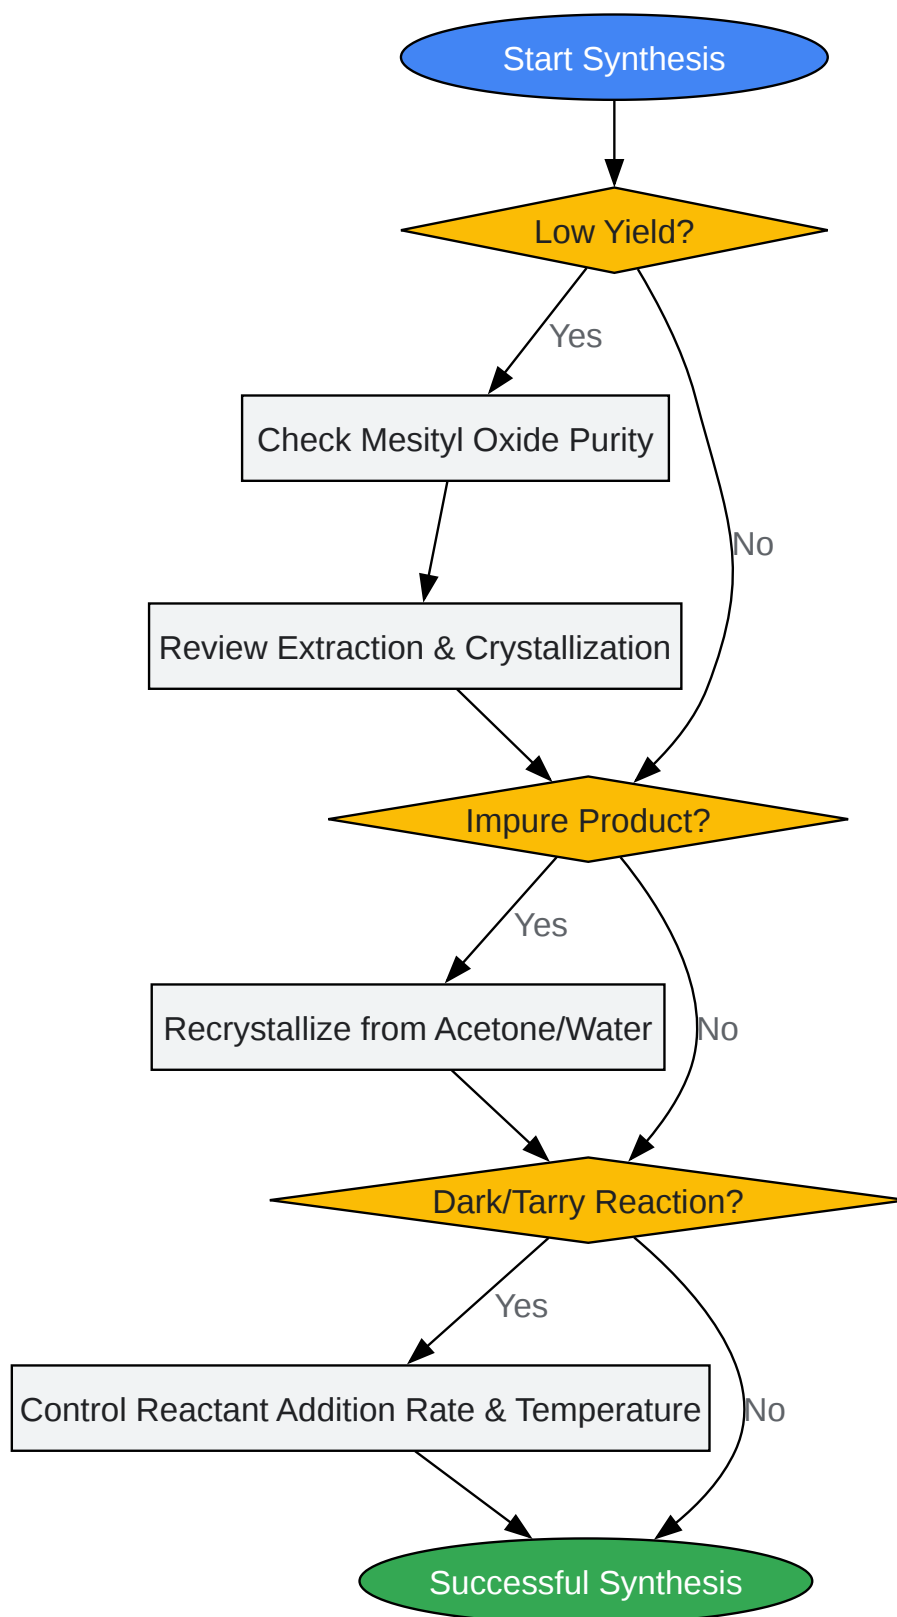 Start Synthesis
Low Yield?
Yes
Check Mesityl Oxide Purity
No
Review Extraction & Crystallization
Impure Product?
Yes
Recrystallize from Acetone/Water
No
Dark/Tarry Reaction?
Yes
Control Reactant Addition Rate & Temperature
No
Successful Synthesis